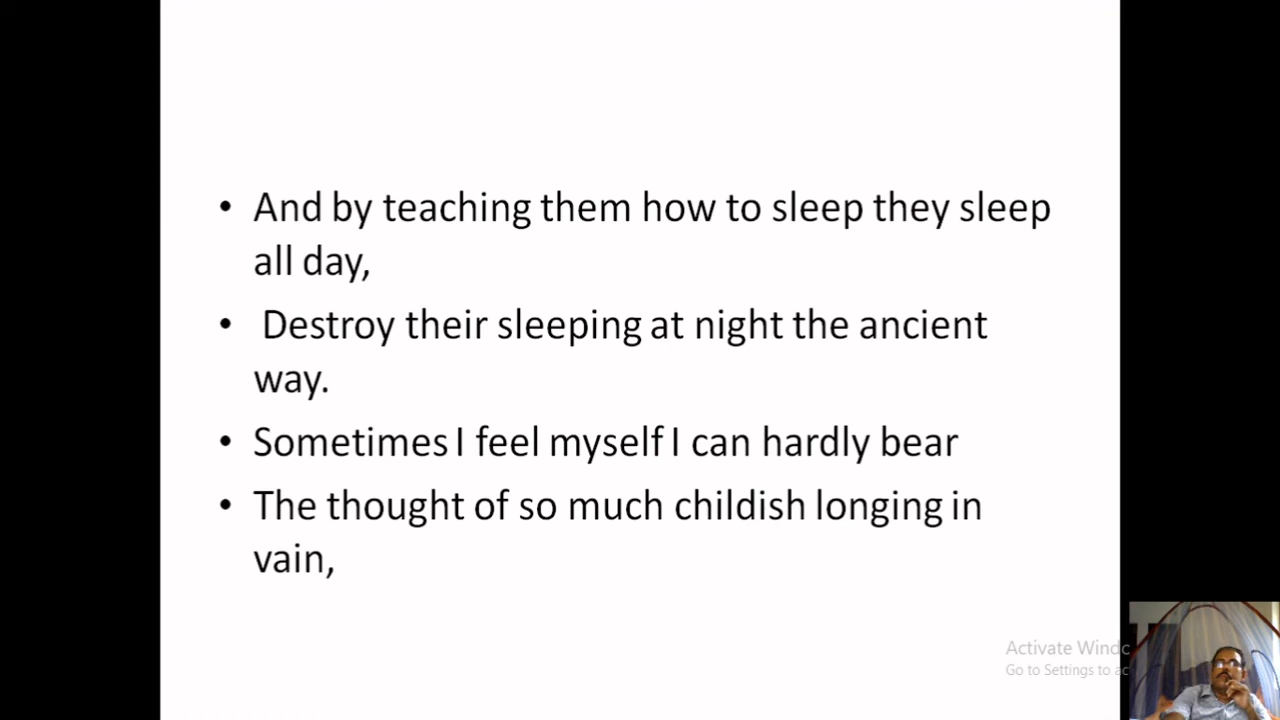 • And by teaching them how to sleep they sleep
all day,
• Destroy their sleeping at night the ancient
way.
• Sometimes I feel myself I can hardly bear
• The thought of so much childish longing in
vain,
Activate Windc
Go to Settings to ac